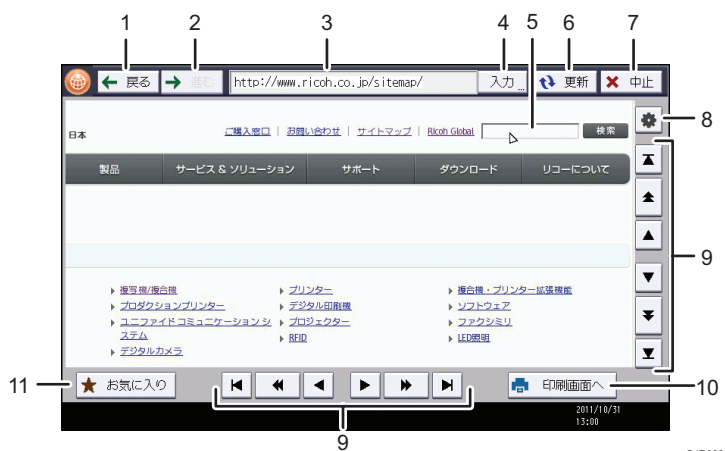 1 2 3 4 5 6 7
戻る 進む http://www.ricoh.co.jp/sitemap/ 入力 更新 中止
8
日本 ご購入窓口 | お問い合わせ | サイトマップ | Ricoh Global 検索
製品 サービス & ソリューション サポート ダウンロード リコーについて
9
複写機/複合機 プリンター 複合機・プリンター拡張機能
プロダクションプリンター デジタル印刷機 ソフトウェア
ユニファイドコミュニケーションシ プロジェクター ファクシミリ
ステム RFID LED照明
デジタルカメラ
11 お気に入り 印刷画面へ 10
2011/10/31
13:00
9